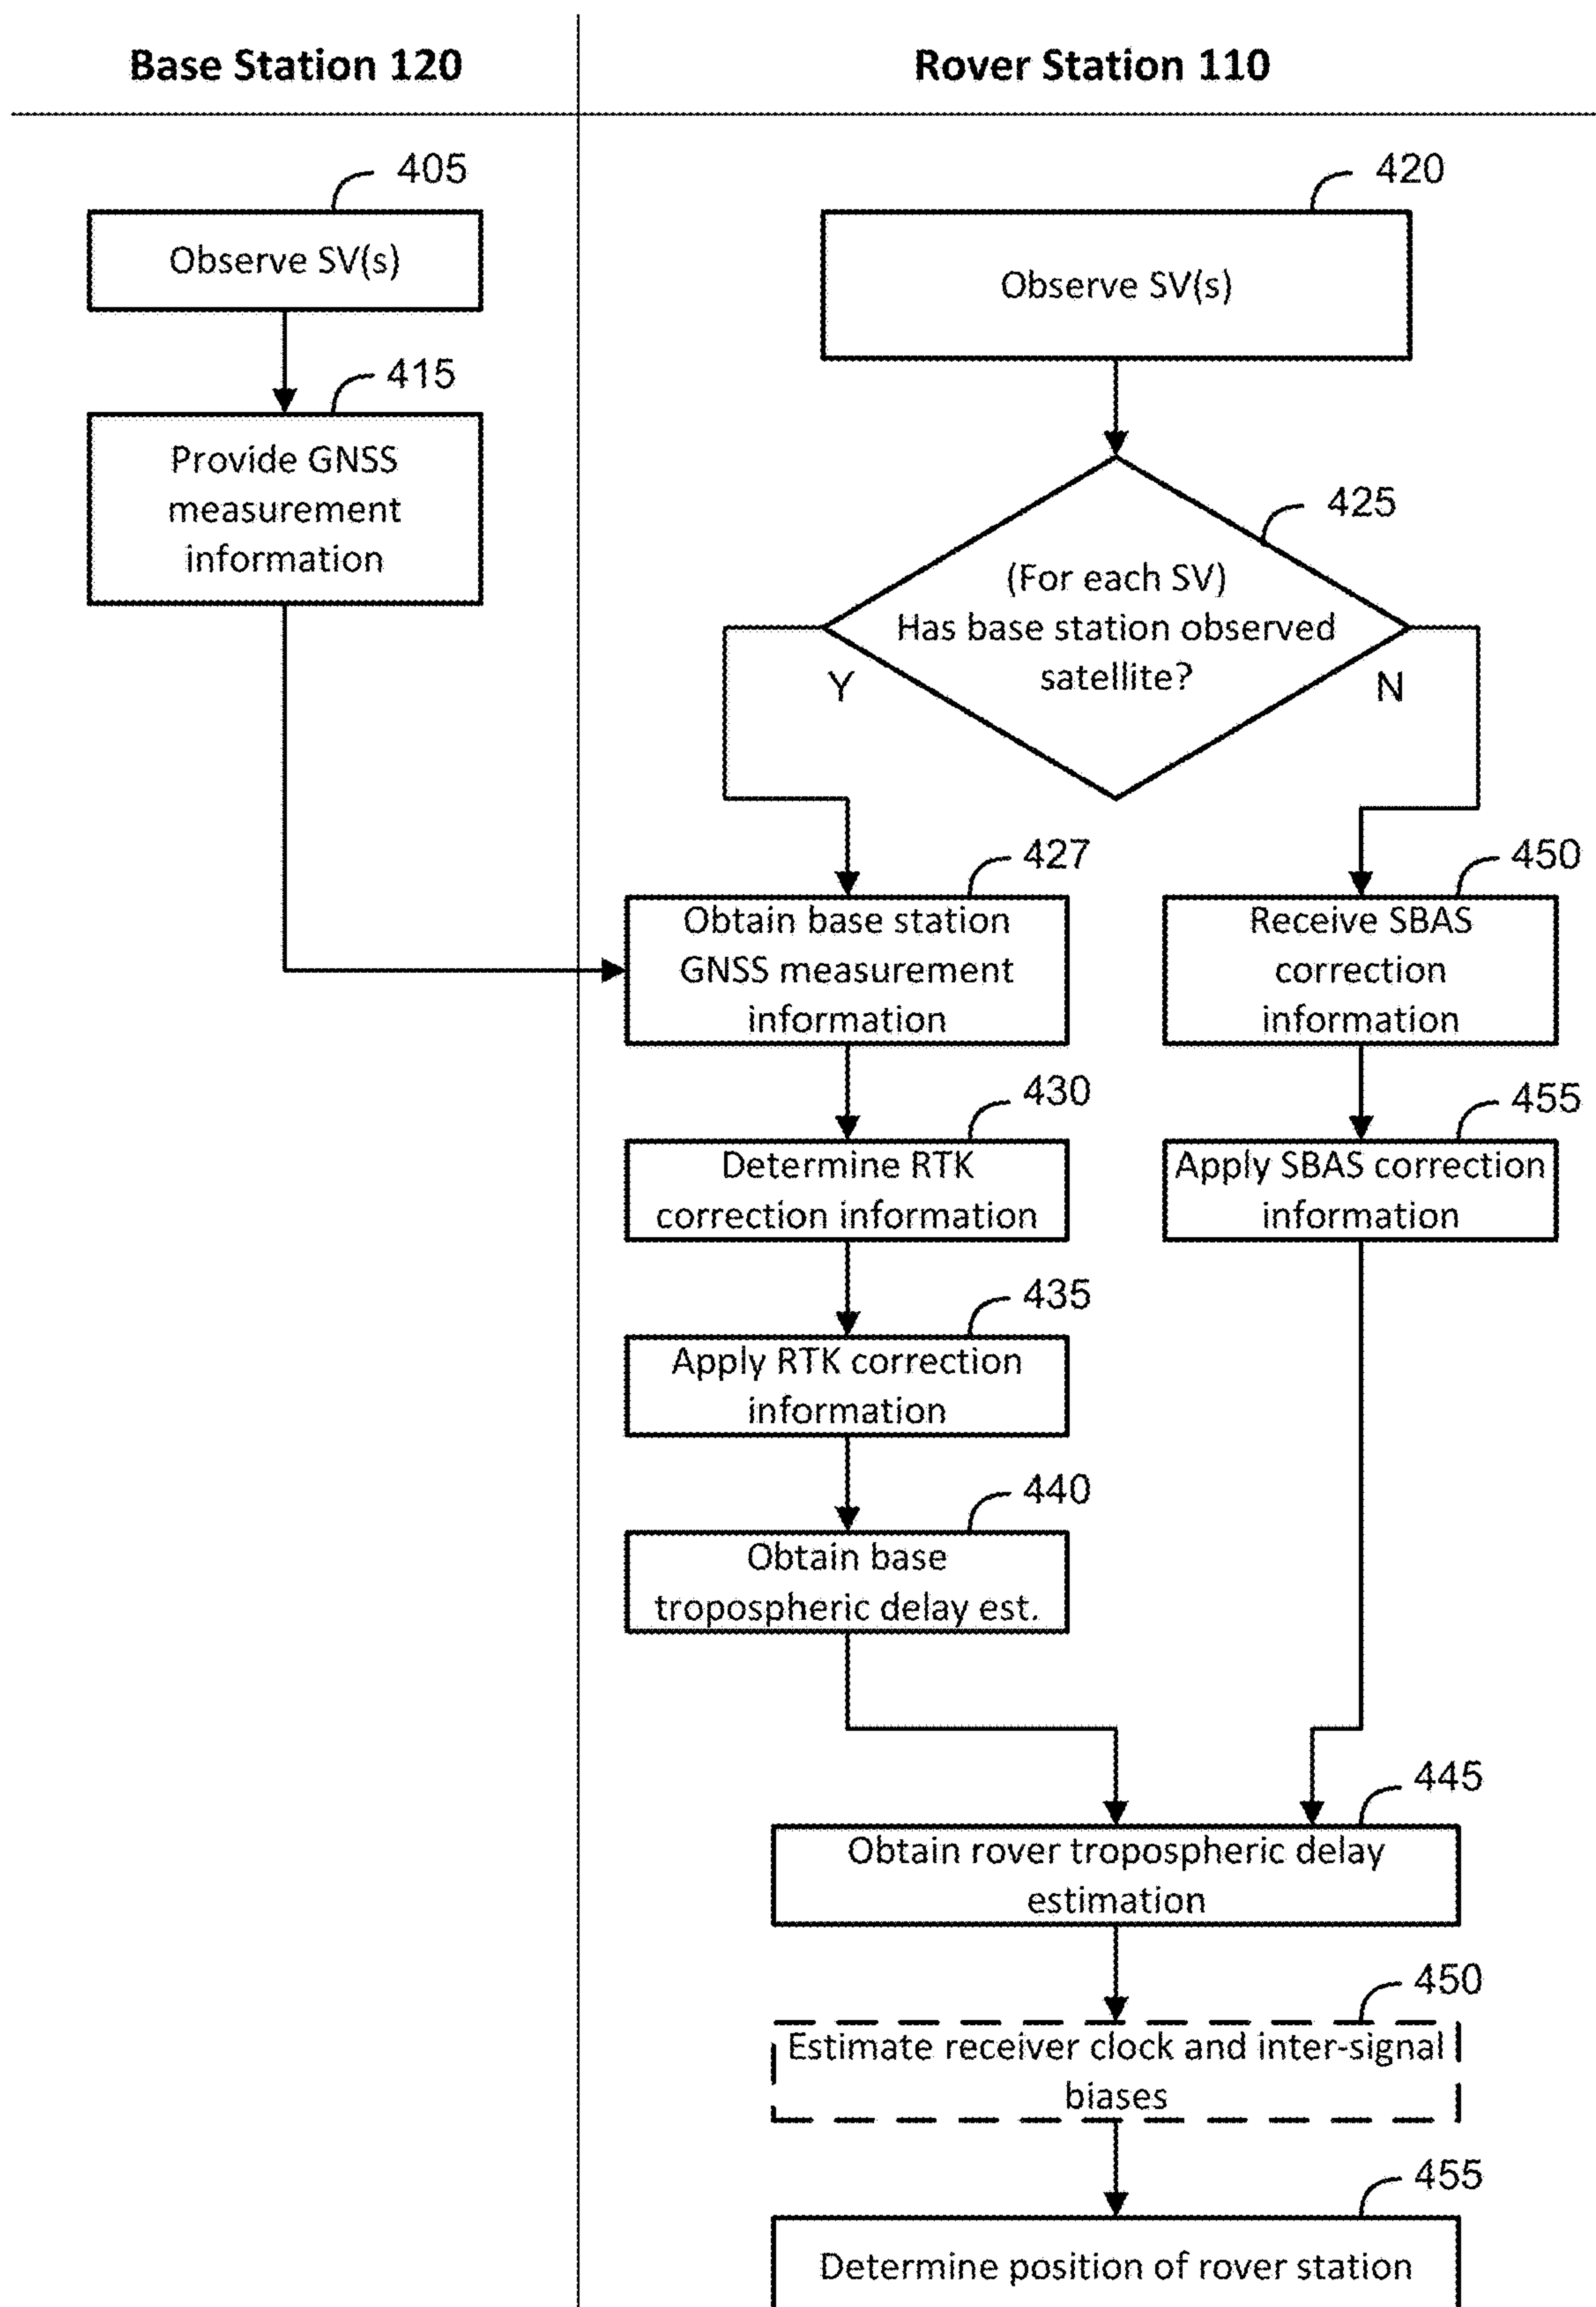 Base Station 120
Rover Station 110
405
Observe SV(s)
415
Provide GNSS
measurement
information
420
Observe SV(s)
425
(For each SV)
Has base station observed
satellite?
Y
N
427
Obtain base station
GNSS measurement
information
450
Receive SBAS
correction
information
430
Determine RTK
correction information
455
Apply SBAS correction
information
435
Apply RTK correction
information
440
Obtain base
tropospheric delay est.
445
Obtain rover tropospheric delay
estimation
450
Estimate receiver clock and inter-signal
biases
455
Determine position of rover station